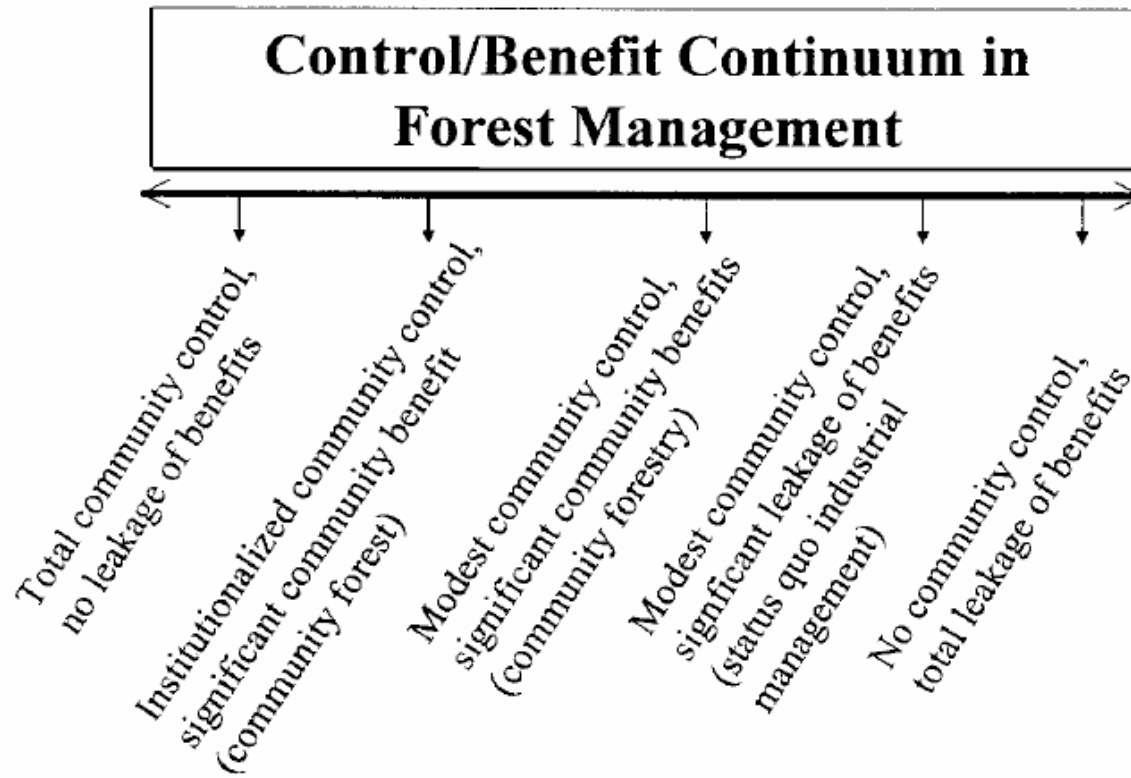 Control/Benefit Continuum in
Forest Management
Total community control,
no leakage of benefits
Institutionalized community control,
significant community benefit
(community forest)
Modest community control,
significant community benefits
(community forestry)
Modest community control,
signficant leakage of benefits
(status quo industrial
management)
No community control,
total leakage of benefits